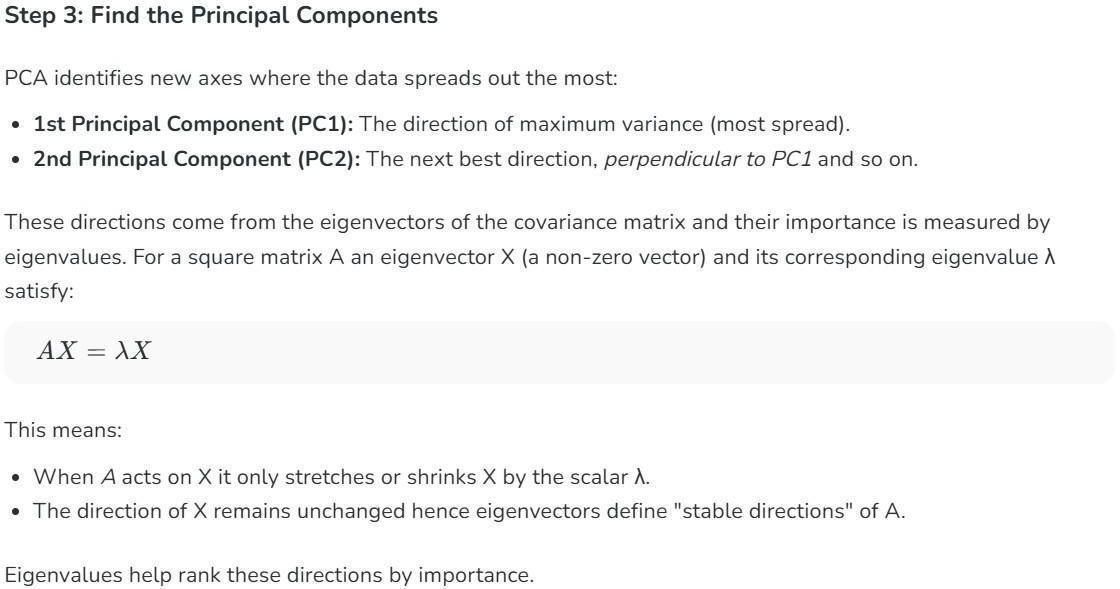 Step 3: Find the Principal Components
PCA identifies new axes where the data spreads out the most:
• 1st Principal Component (PC1): The direction of maximum variance (most spread).
• 2nd Principal Component (PC2): The next best direction, perpendicular to PC1 and so on.
These directions come from the eigenvectors of the covariance matrix and their importance is measured by
eigenvalues. For a square matrix A an eigenvector X (a non-zero vector) and its corresponding eigenvalue λ
satisfy:
AX = λX
This means:
• When A acts on X it only stretches or shrinks X by the scalar λ.
• The direction of X remains unchanged hence eigenvectors define "stable directions" of A.
Eigenvalues help rank these directions by importance.